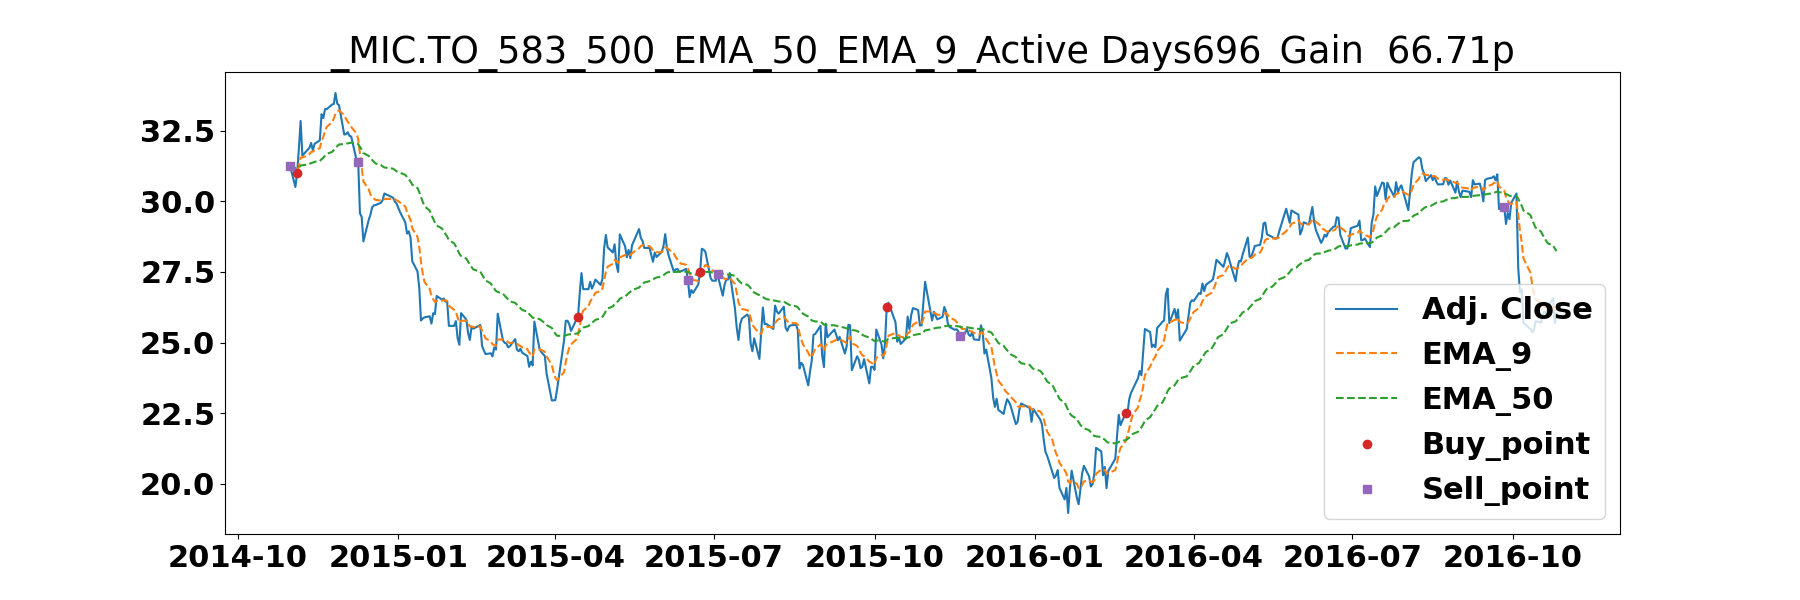 _MIC.TO_583_500_EMA_50_EMA_9_Active Days696_Gain  66.71p
32.5
30.0
27.5
25.0
22.5
20.0
Adj. Close
EMA_9
EMA_50
Buy_point
Sell_point
2014-10 2015-01 2015-04 2015-07 2015-10 2016-01 2016-04 2016-07 2016-10